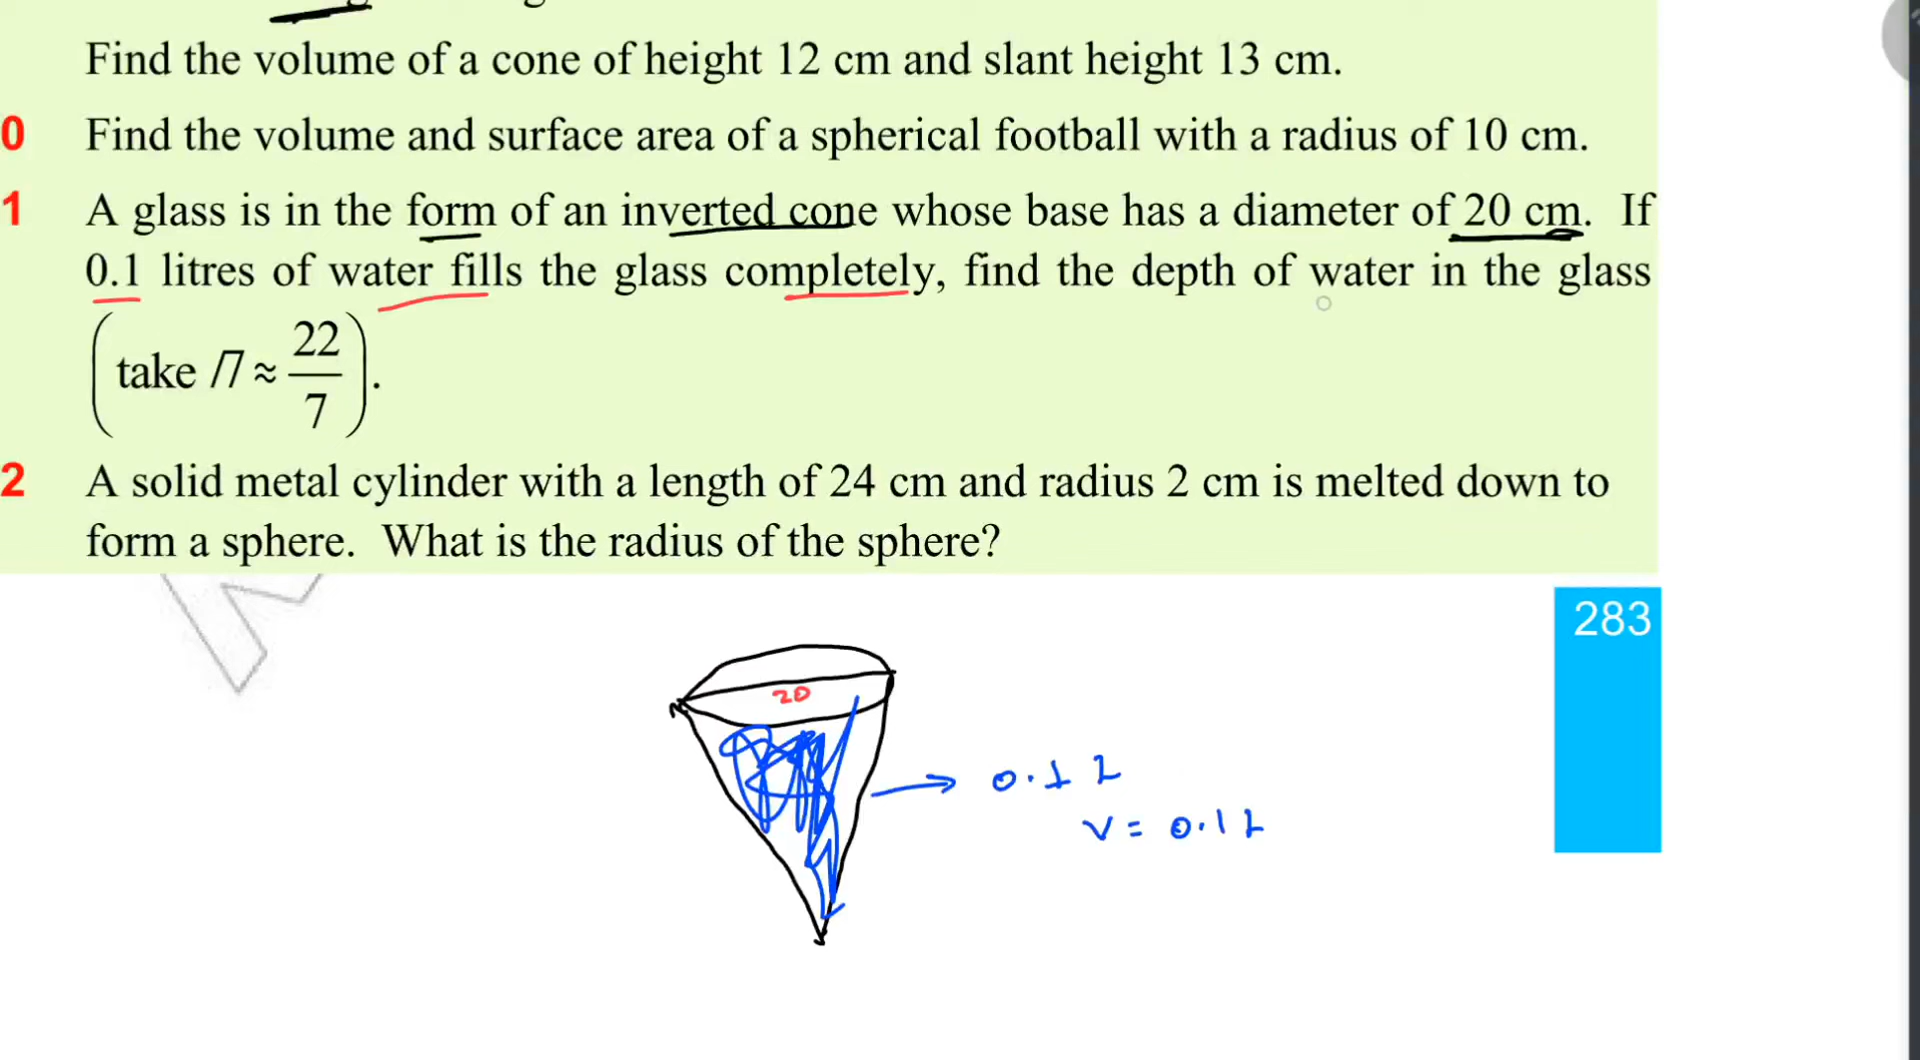 Find the volume of a cone of height 12 cm and slant height 13 cm.
0 Find the volume and surface area of a spherical football with a radius of 10 cm.
1 A glass is in the form of an inverted cone whose base has a diameter of 20 cm. If
0.1 litres of water fills the glass completely, find the depth of water in the glass
(take Π ≈ 22/7).
2 A solid metal cylinder with a length of 24 cm and radius 2 cm is melted down to
form a sphere. What is the radius of the sphere?
283
20
0.1 L
V = 0.1 L